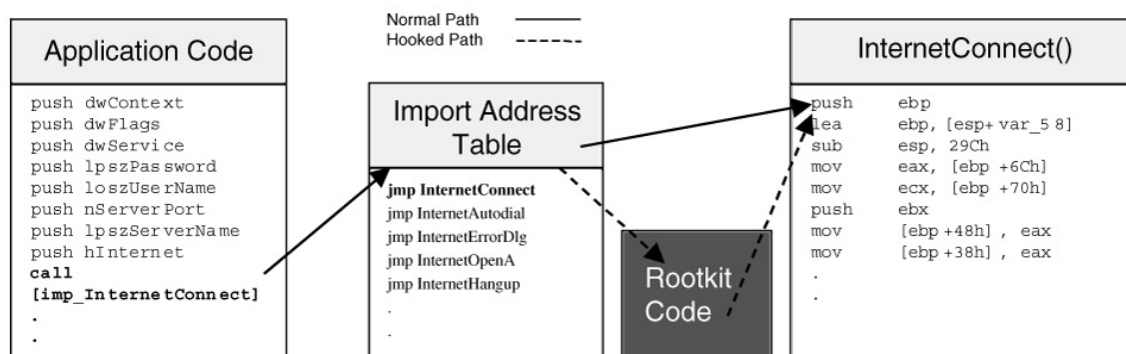 Normal Path
Hooked Path
Application Code
push dwContext
push dwFlags
push dwService
push lpszPassword
push loszUserName
push nServerPort
push lpszServerName
push hInternet
call
[imp_InternetConnect]
.
.
Import Address
Table
jmp InternetConnect
jmp InternetAutodial
jmp InternetErrorDlg
jmp InternetOpenA
jmp InternetHangup
.
.
Rootkit
Code
InternetConnect()
push ebp
lea ebp, [esp+ var_5 8]
sub esp, 29Ch
mov eax, [ebp +6Ch]
mov ecx, [ebp +70h]
push ebx
mov [ebp +48h] , eax
mov [ebp +38h] , eax
.
.